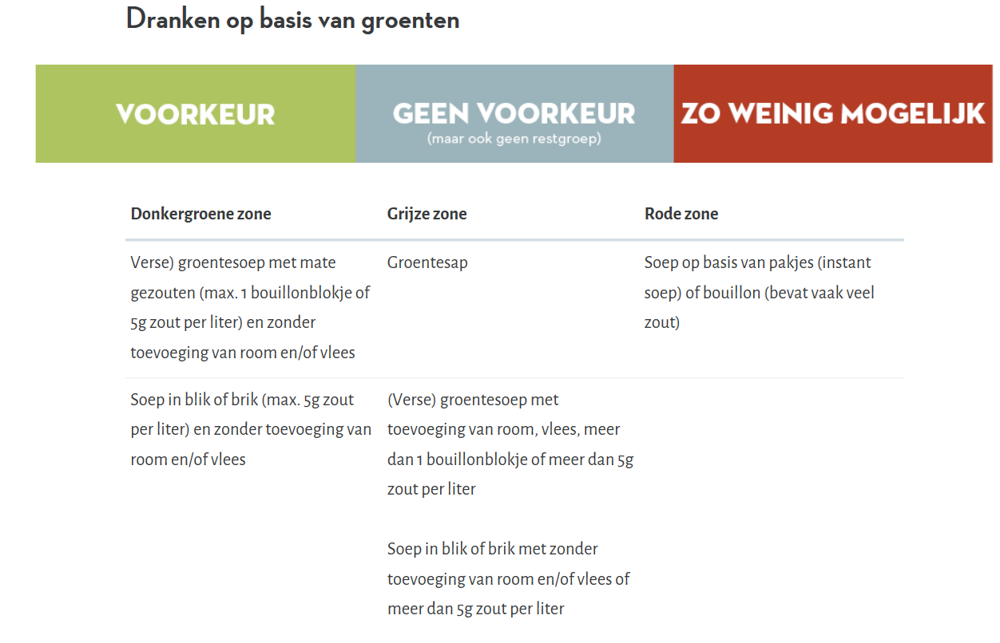 Dranken op basis van groenten
VOORKEUR
GEEN VOORKEUR
(maar ook geen restgroep)
ZO WEINIG MOGELIJK
Donkergroene zone
Grijze zone
Rode zone
Verse) groentesoep met mate
gezouten (max. 1 bouillonblokje of
5g zout per liter) en zonder
toevoeging van room en/of vlees
Groentesap
Soep op basis van pakjes (instant
soep) of bouillon (bevat vaak veel
zout)
Soep in blik of brik (max. 5g zout
per liter) en zonder toevoeging van
room en/of vlees
(Verse) groentesoep met
toevoeging van room, vlees, meer
dan 1 bouillonblokje of meer dan 5g
zout per liter
Soep in blik of brik met zonder
toevoeging van room en/of vlees of
meer dan 5g zout per liter